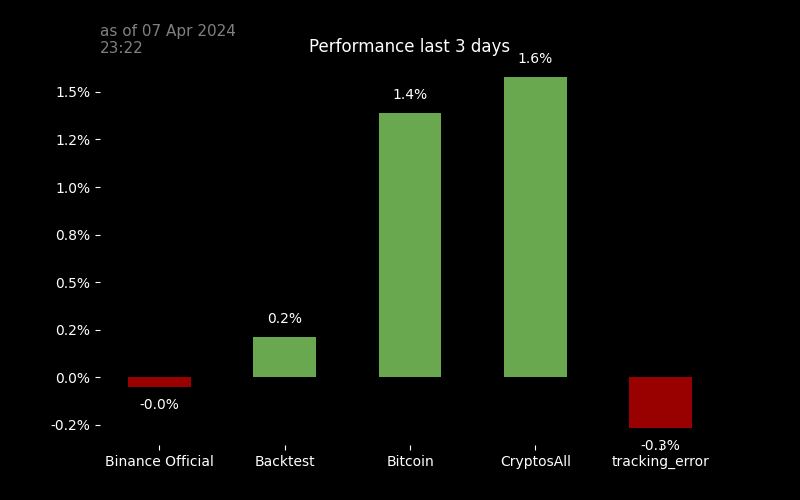 as of 07 Apr 2024
23:22
Performance last 3 days
1.6%
1.5%
1.4%
1.2%
1.0%
0.8%
0.5%
0.2%
0.2%
0.0%
-0.0%
-0.2%
-0.3%
Binance Official
Backtest
Bitcoin
CryptosAll
tracking_error